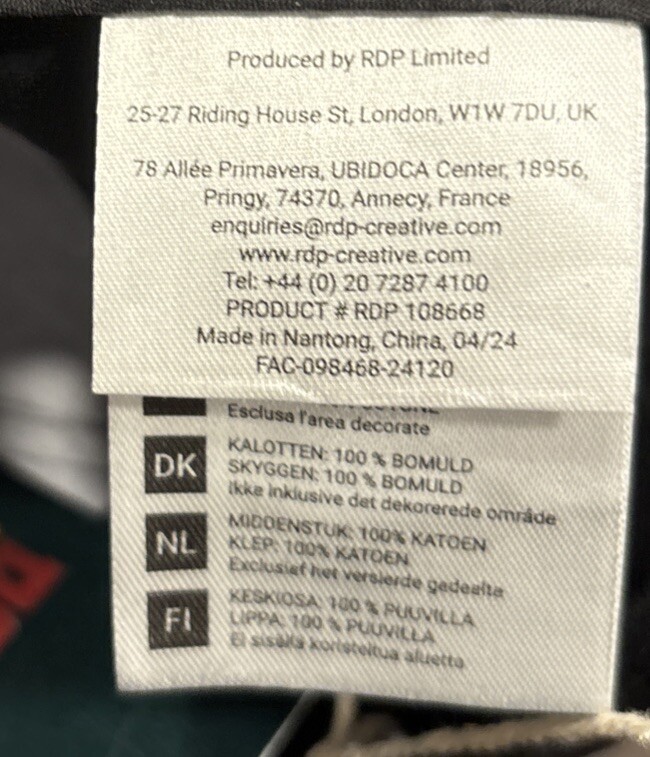 Produced by RDP Limited
25-27 Riding House St, London, W1W 7DU, UK
78 Allée Primavera, UBIDOCA Center, 18956,
Pringy, 74370, Annecy, France
enquiries@rdp-creative.com
www.rdp-creative.com
Tel: +44 (0) 20 7287 4100
PRODUCT # RDP 108668
Made in Nantong, China, 04/24
FAC-098468-24120
Esclusa l'area decorate
DK
KALOTTEN: 100 % BOMULD
SKYGGEN: 100 % BOMULD
Ikke inklusive det dekorerede område
NL
MIDDENSTUK: 100% KATOEN
KLEP: 100% KATOEN
Exclusief het versierde gedeelte
FI
KESKIOSA: 100 % PUUVILLA
LIPPA: 100 % PUUVILLA
Ei sisällä koristeltua aluetta